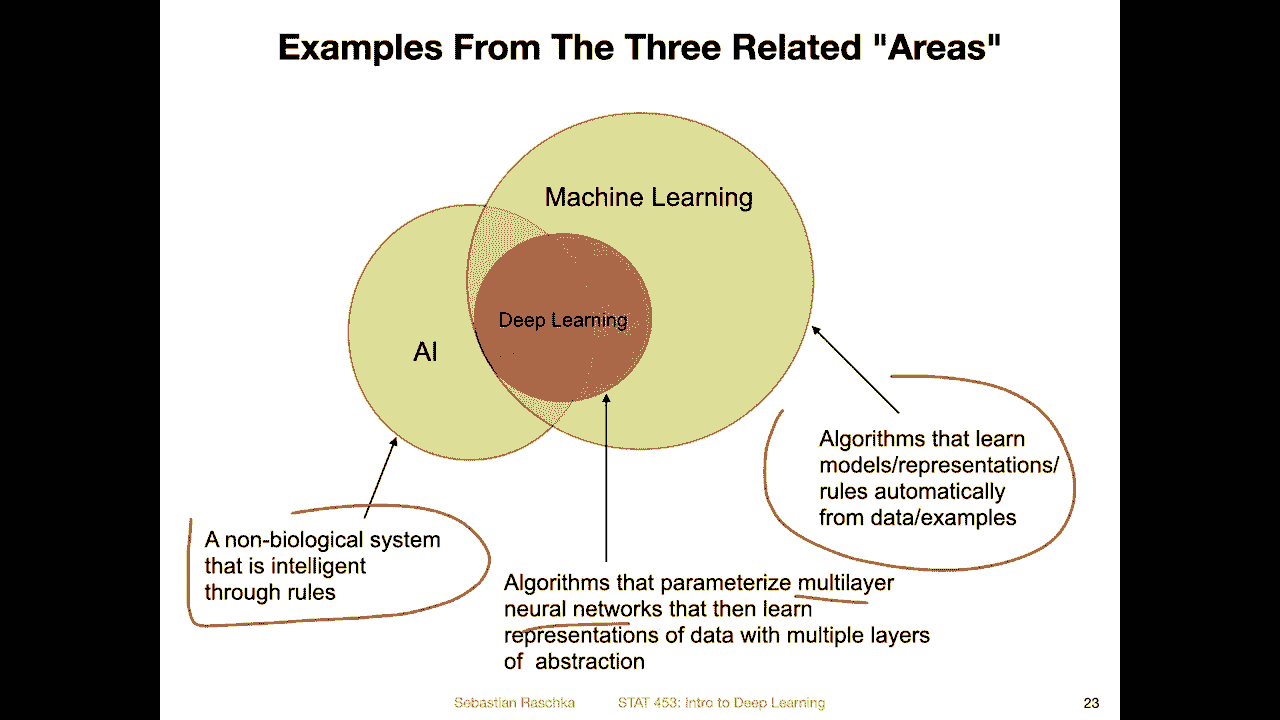 Examples From The Three Related "Areas"
Machine Learning
Deep Learning
AI
Algorithms that learn
models/representations/
rules automatically
from data/examples
A non-biological system
that is intelligent
through rules
Algorithms that parameterize multilayer
neural networks that then learn
representations of data with multiple layers
of abstraction
Sebastian Raschka STAT 453: Intro to Deep Learning 23